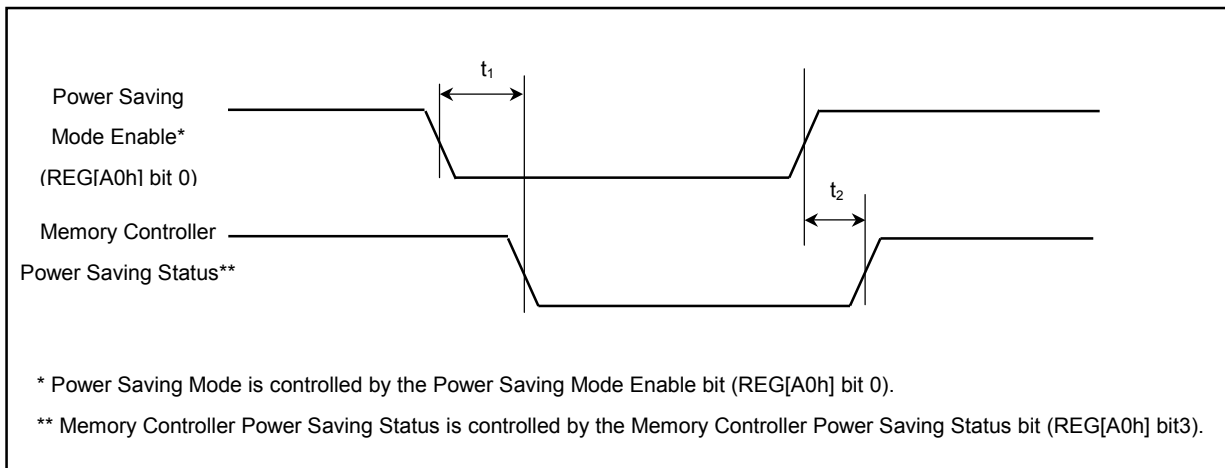 t₁
Power Saving
Mode Enable*
(REG[A0h] bit 0)
t₂
Memory Controller
Power Saving Status**
* Power Saving Mode is controlled by the Power Saving Mode Enable bit (REG[A0h] bit 0).
** Memory Controller Power Saving Status is controlled by the Memory Controller Power Saving Status bit (REG[A0h] bit3).